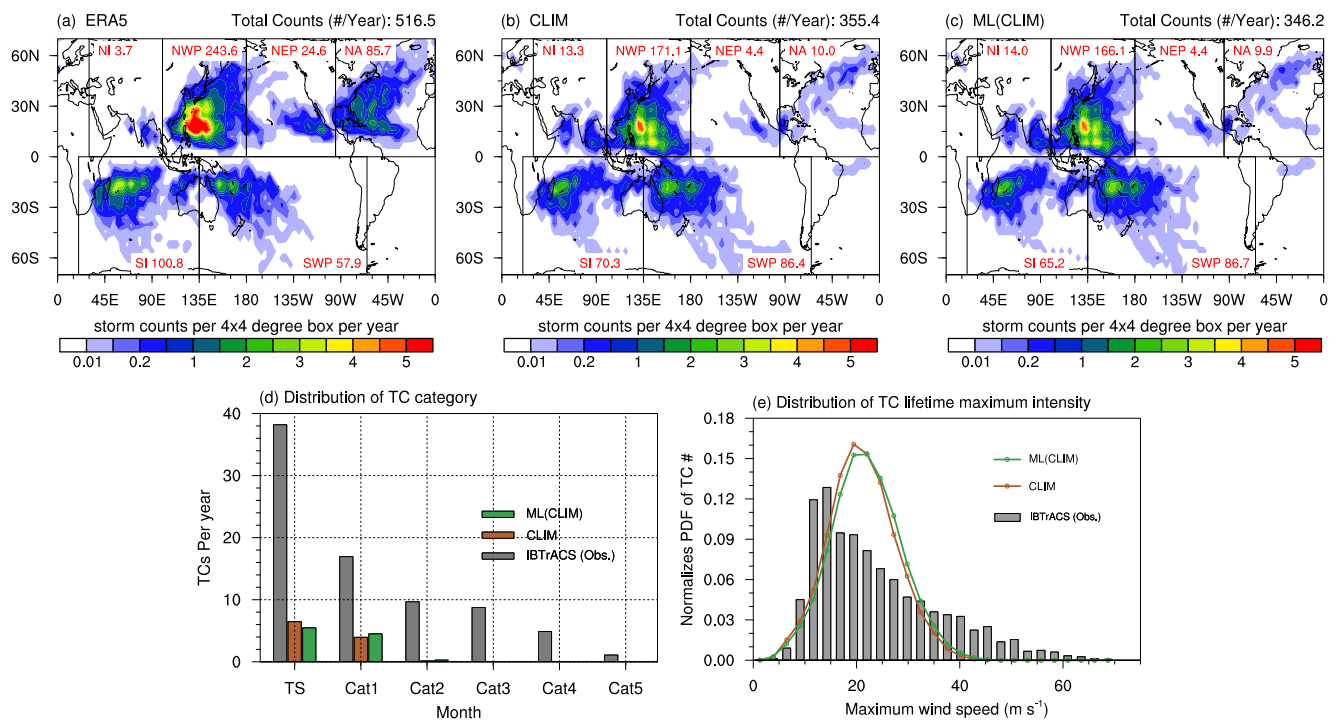 (a) ERA5 Total Counts (#/Year): 516.5
(b) CLIM Total Counts (#/Year): 355.4
(c) ML(CLIM) Total Counts (#/Year): 346.2
60N
30N
0
30S
60S
NI 3.7 NWP 243.6 NEP 24.6 NA 85.7
SI 100.8 SWP 57.9
0 45E 90E 135E 180 135W 90W 45W 0
60N
30N
0
30S
60S
NI 13.3 NWP 171.1 NEP 4.4 NA 10.0
SI 70.3 SWP 86.4
0 45E 90E 135E 180 135W 90W 45W 0
60N
30N
0
30S
60S
NI 14.0 NWP 166.1 NEP 4.4 NA 9.9
SI 65.2 SWP 86.7
0 45E 90E 135E 180 135W 90W 45W 0
storm counts per 4x4 degree box per year
0.01 0.2 1 2 3 4 5
storm counts per 4x4 degree box per year
0.01 0.2 1 2 3 4 5
storm counts per 4x4 degree box per year
0.01 0.2 1 2 3 4 5
(d) Distribution of TC category
TCs Per year
40
30
20
10
0
ML(CLIM)
CLIM
IBTrACS (Obs.)
TS Cat1 Cat2 Cat3 Cat4 Cat5
Month
(e) Distribution of TC lifetime maximum intensity
Normalizes PDF of TC #
0.18
0.15
0.12
0.09
0.06
0.03
0.00
ML(CLIM)
CLIM
IBTrACS (Obs.)
0 20 40 60
Maximum wind speed (m s⁻¹)